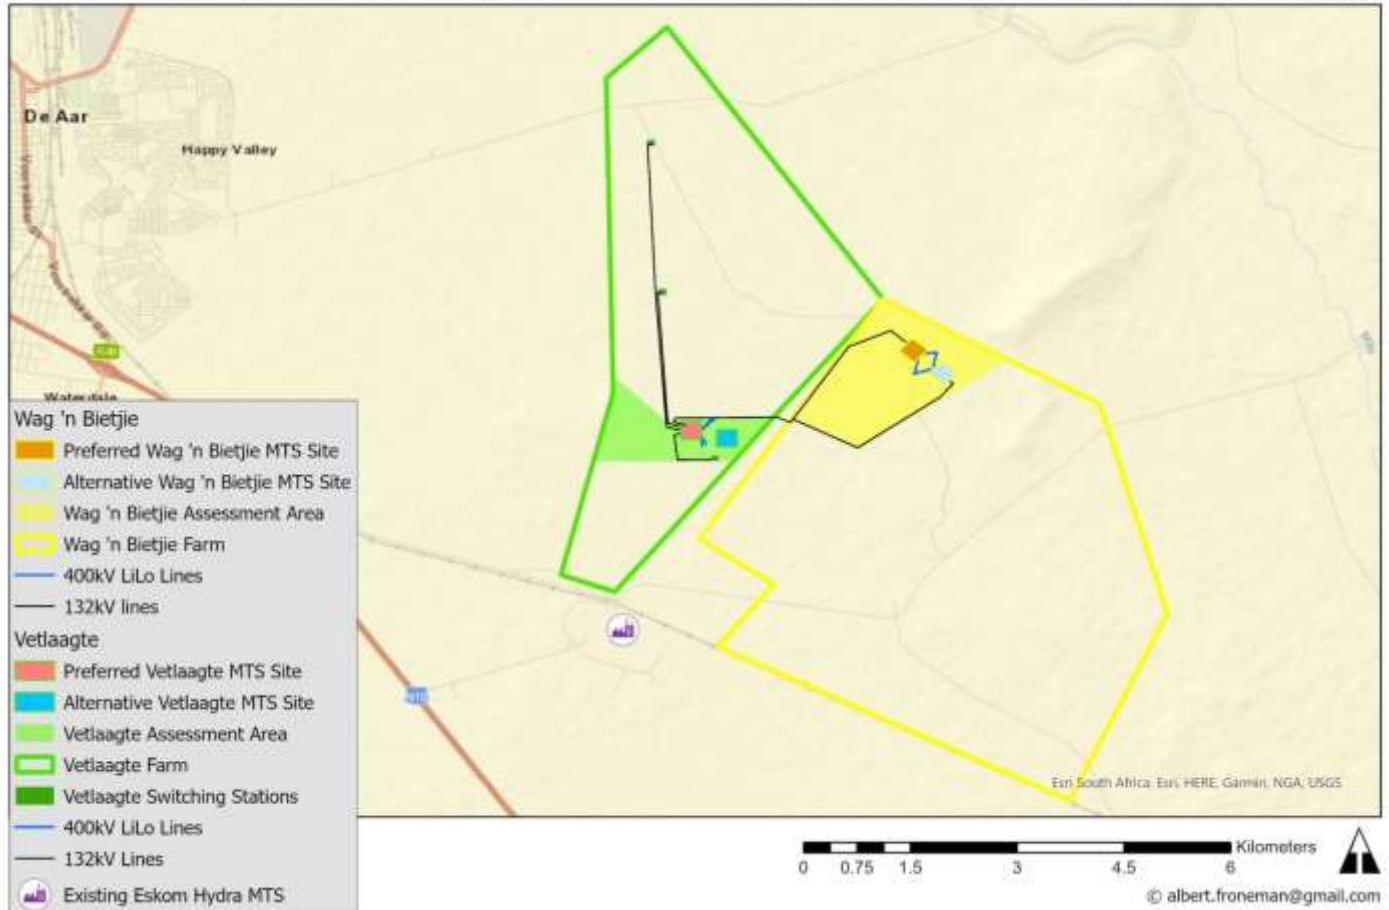 De Aar
Happy Valley
Waterdale
Wag 'n Bietjie
Preferred Wag 'n Bietjie MTS Site
Alternative Wag 'n Bietjie MTS Site
Wag 'n Bietjie Assessment Area
Wag 'n Bietjie Farm
400kV LiLo Lines
132kV lines
Vetlaagte
Preferred Vetlaagte MTS Site
Alternative Vetlaagte MTS Site
Vetlaagte Assessment Area
Vetlaagte Farm
Vetlaagte Switching Stations
400kV LiLo Lines
132kV Lines
Existing Eskom Hydra MTS
N10
Esri South Africa, Esri, HERE, Garmin, NGA, USGS
Kilometers
0 0.75 1.5 3 4.5 6
© albert.froneman@gmail.com